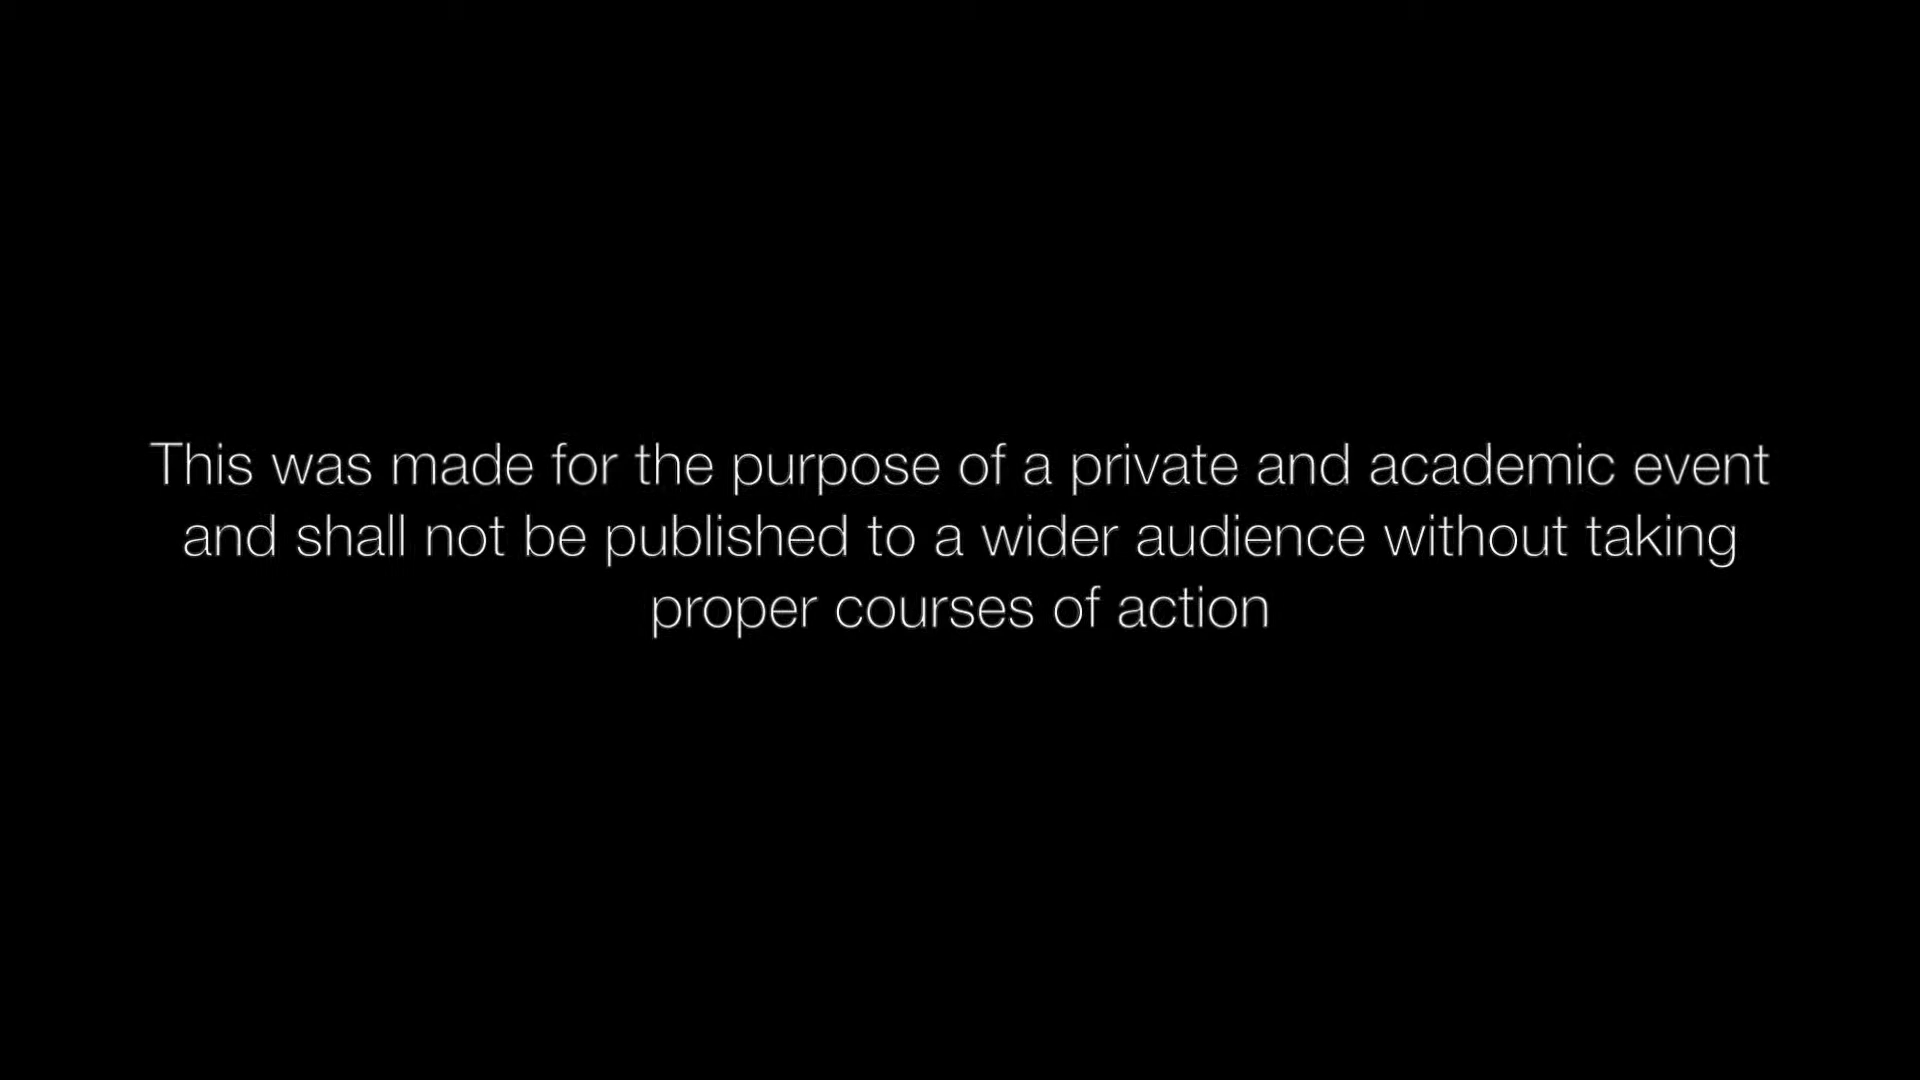 This was made for the purpose of a private and academic event
and shall not be published to a wider audience without taking
proper courses of action